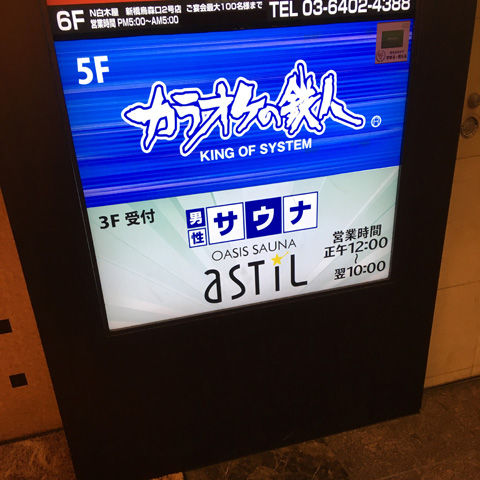 6F N白木屋 新橋烏森口2号店 ご宴会最大100名様まで
営業時間 PM5:00～AM5:00 TEL 03-6402-4388
5F
カラオケの鉄人
KING OF SYSTEM
3F 受付
男性 サウナ
OASIS SAUNA
aSTiL
営業時間
正午12:00
～
翌10:00